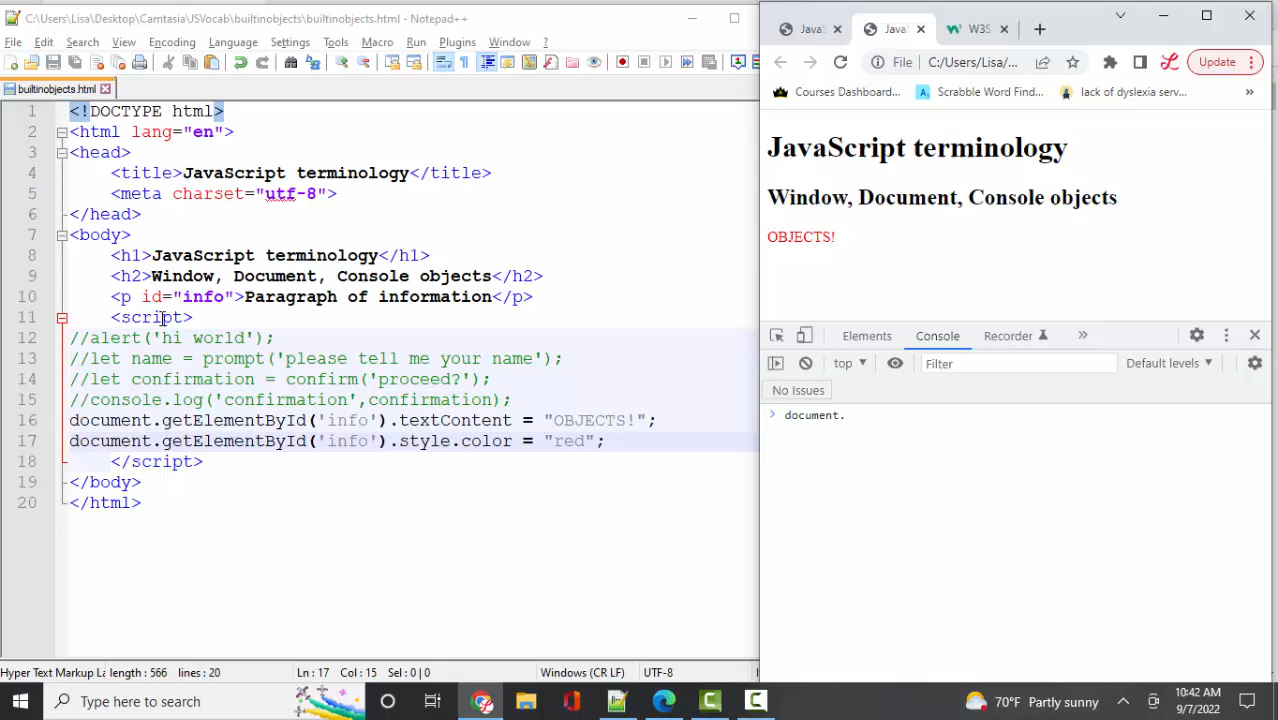 C:\Users\Lisa\Desktop\Camtasia\JSVocab\builtinobjects\builtinobjects.html - Notepad++
File Edit Search View Encoding Language Settings Tools Macro Run Plugins Window ?
builtinobjects.html
1 <!DOCTYPE html>
2 <html lang="en">
3 <head>
4 <title>JavaScript terminology</title>
5 <meta charset="utf-8">
6 </head>
7 <body>
8 <h1>JavaScript terminology</h1>
9 <h2>Window, Document, Console objects</h2>
10 <p id="info">Paragraph of information</p>
11 <script>
12 //alert('hi world');
13 //let name = prompt('please tell me your name');
14 //let confirmation = confirm('proceed?');
15 //console.log('confirmation',confirmation);
16 document.getElementById('info').textContent = "OBJECTS!";
17 document.getElementById('info').style.color = "red";
18 </script>
19 </body>
20 </html>
Hyper Text Markup La length : 566 lines : 20 Ln : 17 Col : 15 Sel : 0 | 0 Windows (CR LF) UTF-8
Java Java W3S
File C:/Users/Lisa/... Update
Courses Dashboard... Scrabble Word Find... lack of dyslexia serv... »
JavaScript terminology
Window, Document, Console objects
OBJECTS!
Elements Console Recorder »
top Filter Default levels
No Issues
> document.
Type here to search
70°F Partly sunny
10:42 AM
9/7/2022